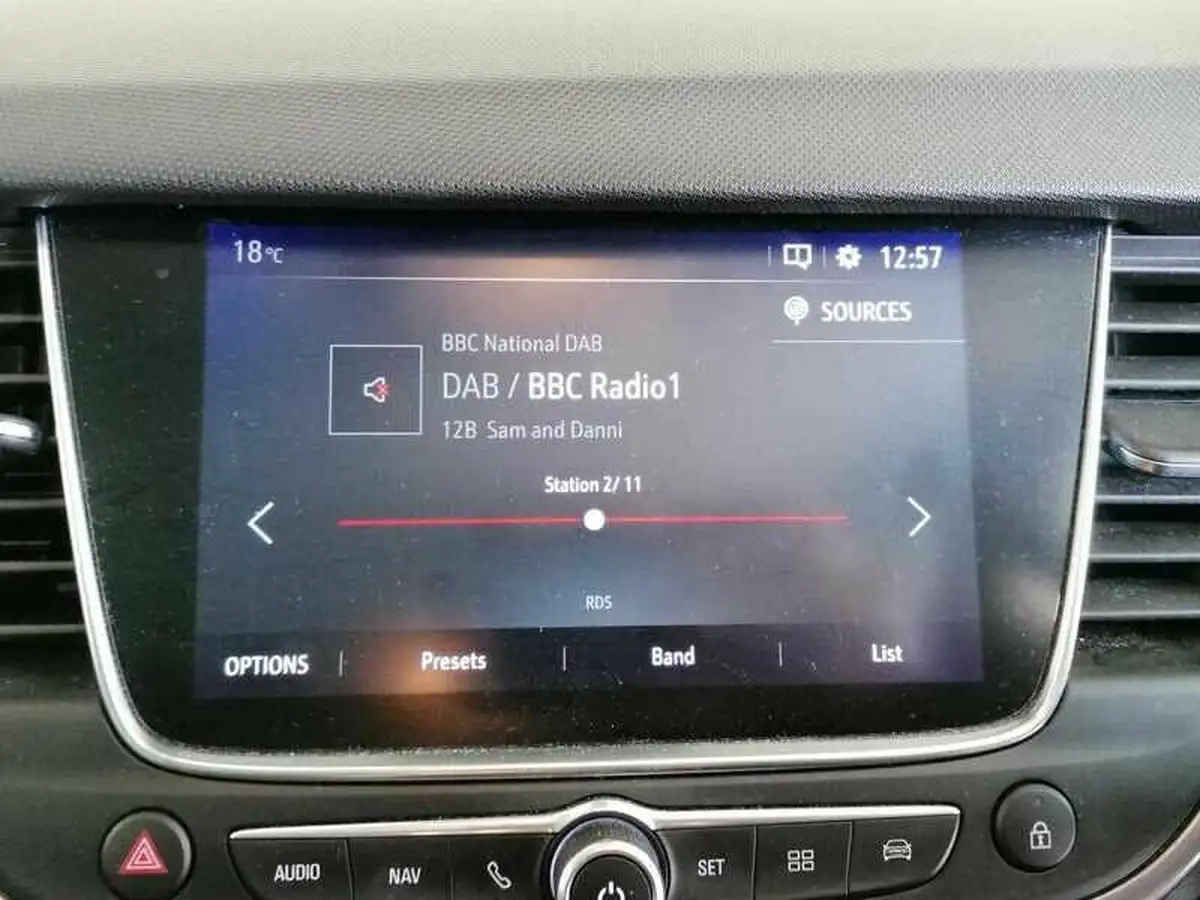 18°C 12:57
SOURCES
BBC National DAB
DAB / BBC Radio1
12B Sam and Danni
Station 2/11
RDS
OPTIONS Presets Band List
AUDIO NAV SET